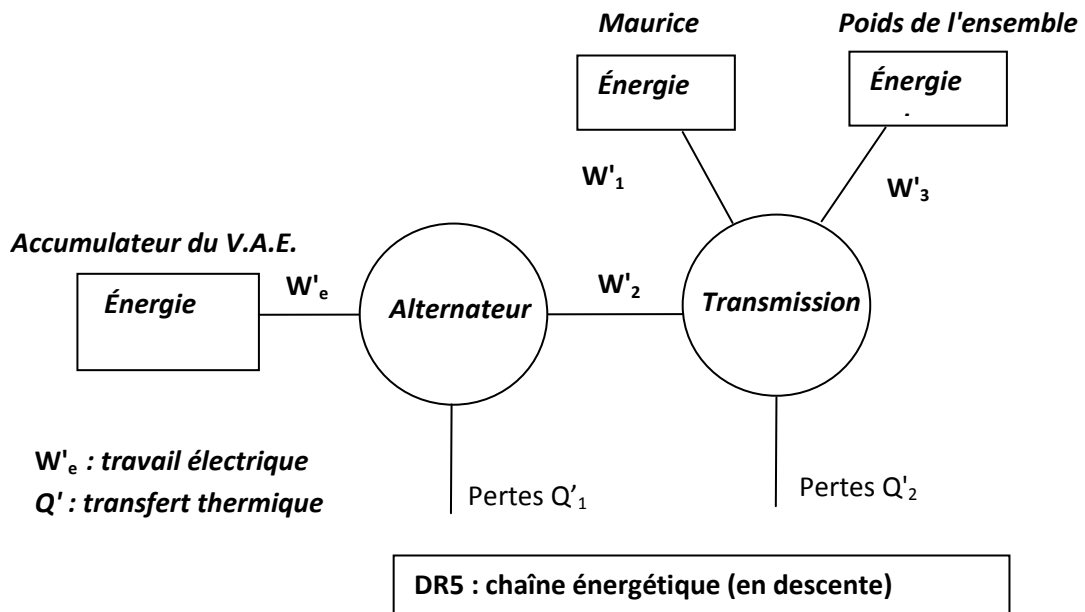 Maurice
Poids de l'ensemble
Énergie
Énergie
W'1
W'3
Accumulateur du V.A.E.
Énergie
W'e
Alternateur
W'2
Transmission
W'e : travail électrique
Q' : transfert thermique
Pertes Q’1
Pertes Q'2
DR5 : chaîne énergétique (en descente)